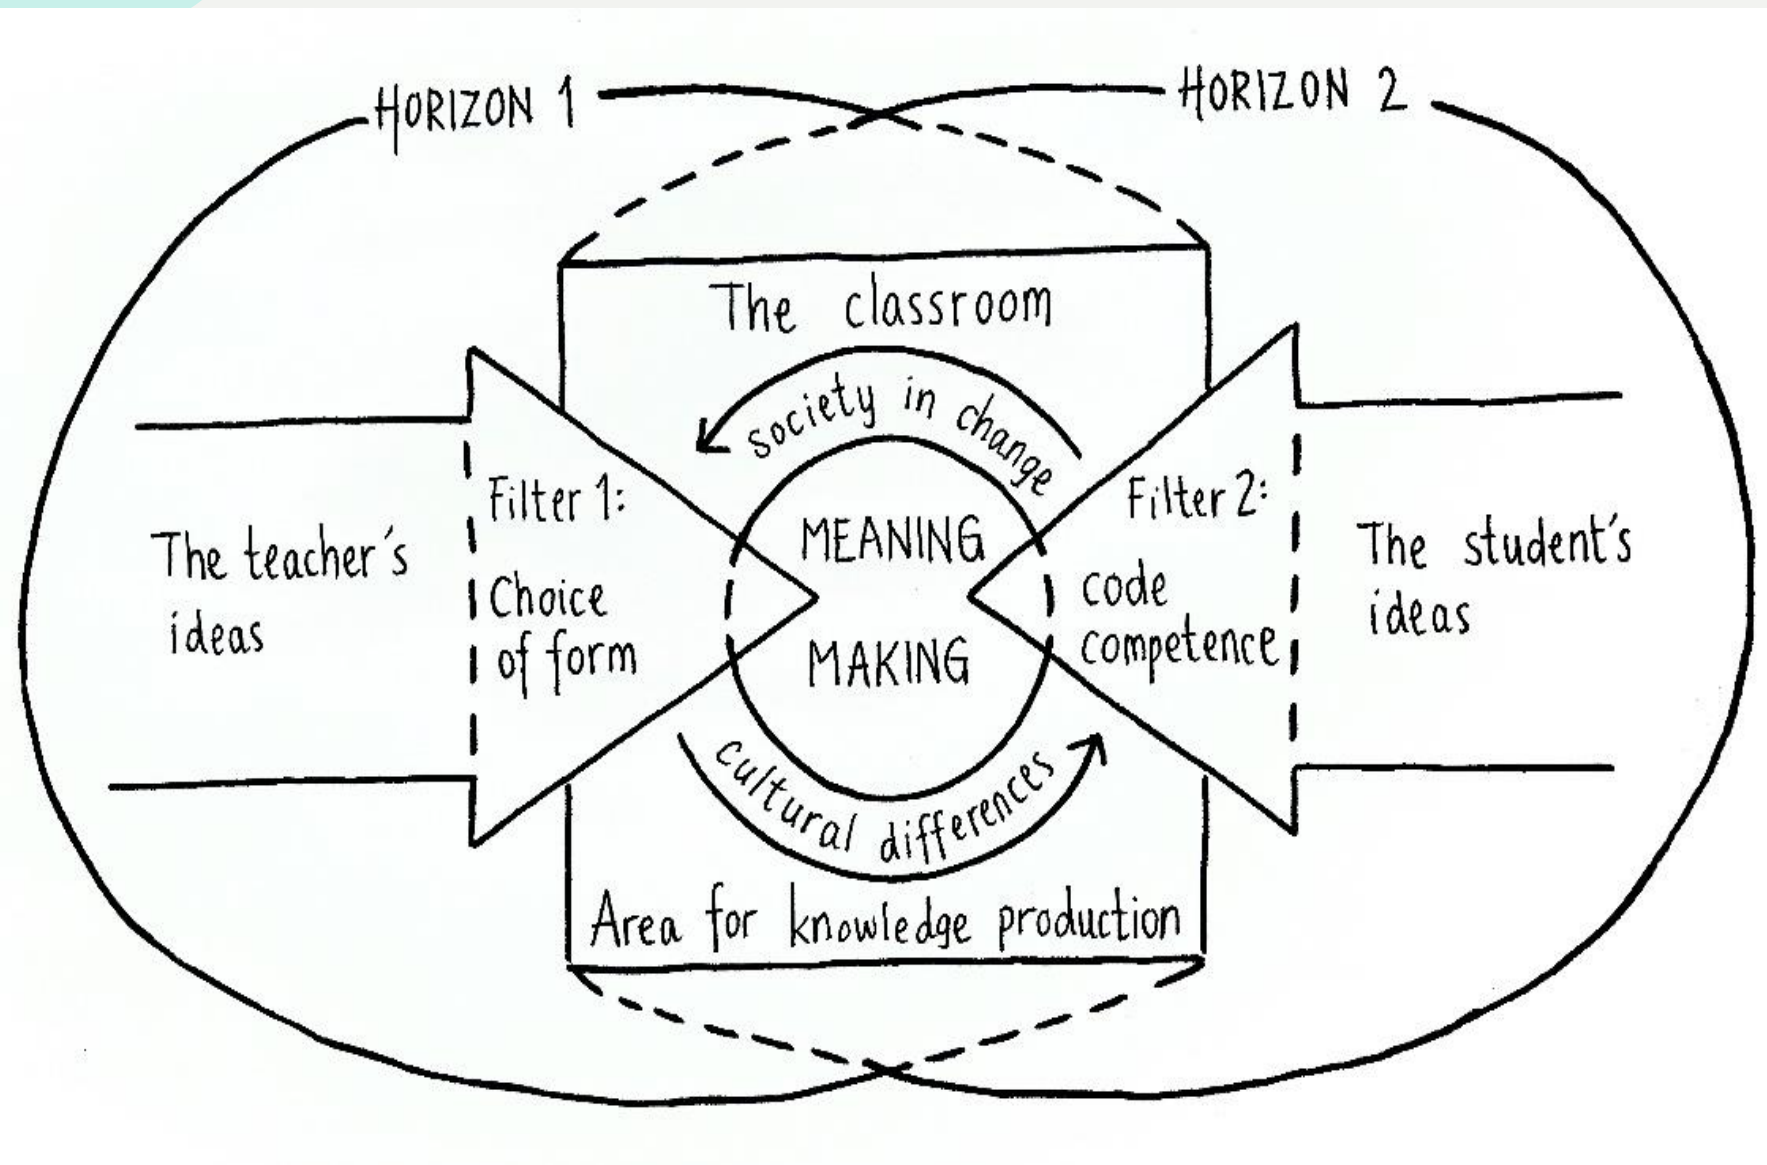 HORIZON 1
HORIZON 2
The classroom
society in change
The teacher's
ideas
Filter 1:
Choice
of form
MEANING
MAKING
Filter 2:
code
competence
The student's
ideas
cultural differences
Area for knowledge production